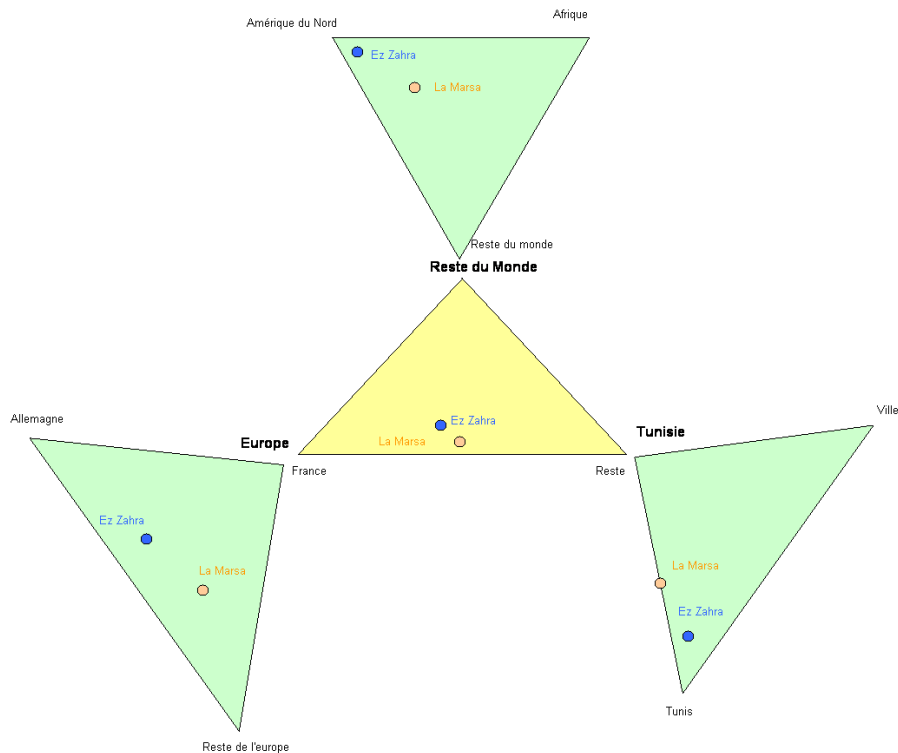 Afrique
Amérique du Nord
Ez Zahra
La Marsa
Reste du monde
Reste du Monde
Allemagne
Ville
Ez Zahra
Tunisie
Europe
La Marsa
France
Reste
Ez Zahra
La Marsa
La Marsa
Ez Zahra
Tunis
Reste de l'europe